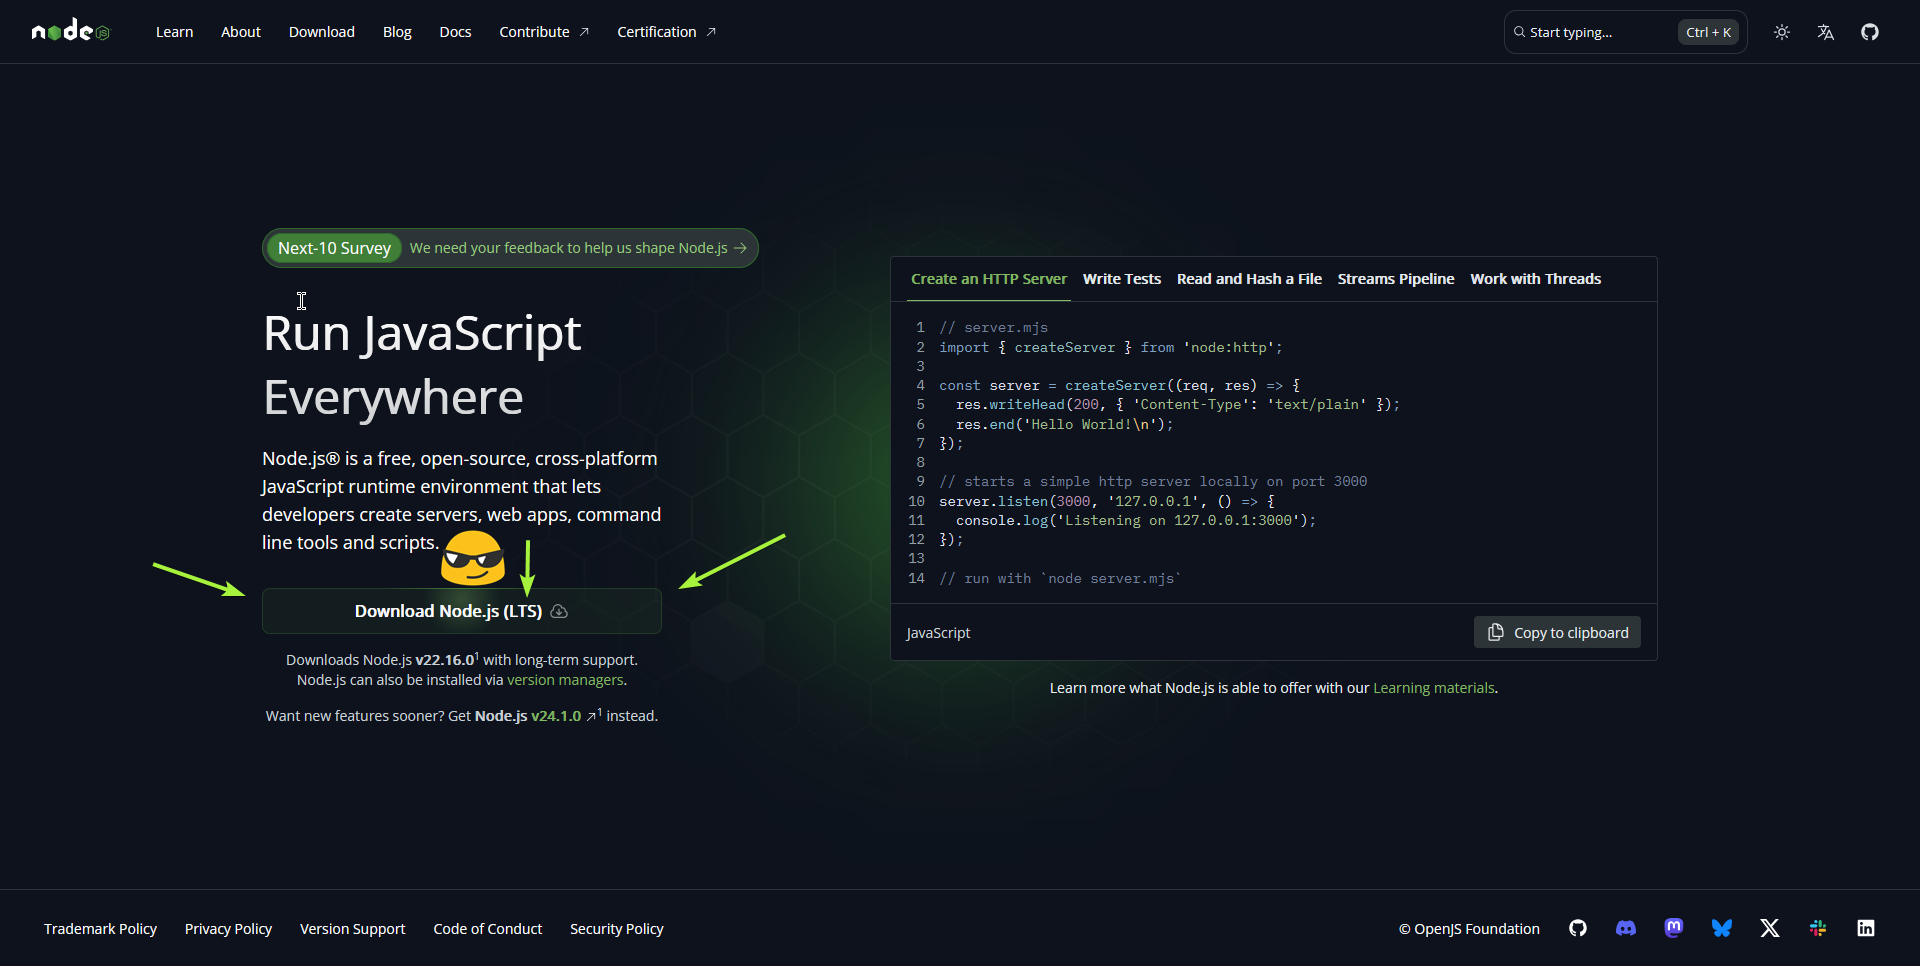 node
JS
Learn About Download Blog Docs Contribute ↗ Certification ↗
Start typing... Ctrl + K
Next-10 Survey We need your feedback to help us shape Node.js →
Run JavaScript
Everywhere
Node.js® is a free, open-source, cross-platform
JavaScript runtime environment that lets
developers create servers, web apps, command
line tools and scripts.
Download Node.js (LTS)
Downloads Node.js v22.16.0¹ with long-term support.
Node.js can also be installed via version managers.
Want new features sooner? Get Node.js v24.1.0 ↗¹ instead.
Create an HTTP Server Write Tests Read and Hash a File Streams Pipeline Work with Threads
1 // server.mjs
2 import { createServer } from 'node:http';
3
4 const server = createServer((req, res) => {
5   res.writeHead(200, { 'Content-Type': 'text/plain' });
6   res.end('Hello World!\n');
7 });
8
9 // starts a simple http server locally on port 3000
10 server.listen(3000, '127.0.0.1', () => {
11   console.log('Listening on 127.0.0.1:3000');
12 });
13
14 // run with `node server.mjs`
JavaScript Copy to clipboard
Learn more what Node.js is able to offer with our Learning materials.
Trademark Policy Privacy Policy Version Support Code of Conduct Security Policy
© OpenJS Foundation